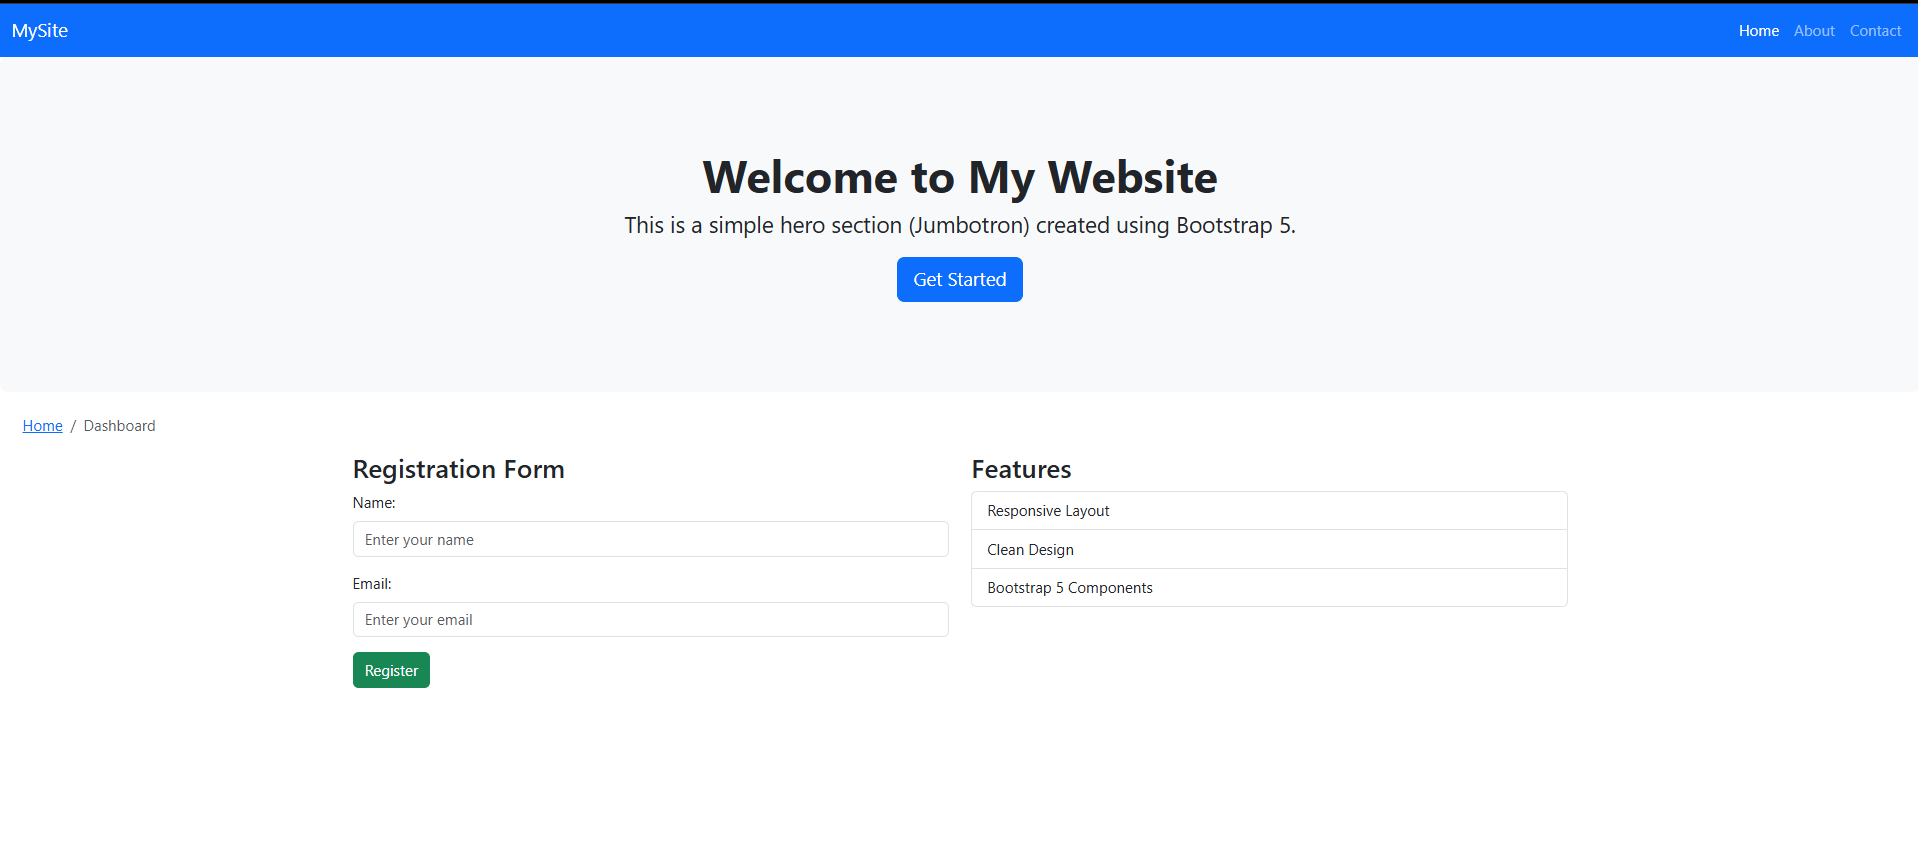 MySite
Home About Contact
Welcome to My Website
This is a simple hero section (Jumbotron) created using Bootstrap 5.
Get Started
Home / Dashboard
Registration Form
Name:
Enter your name
Email:
Enter your email
Register
Features
Responsive Layout
Clean Design
Bootstrap 5 Components